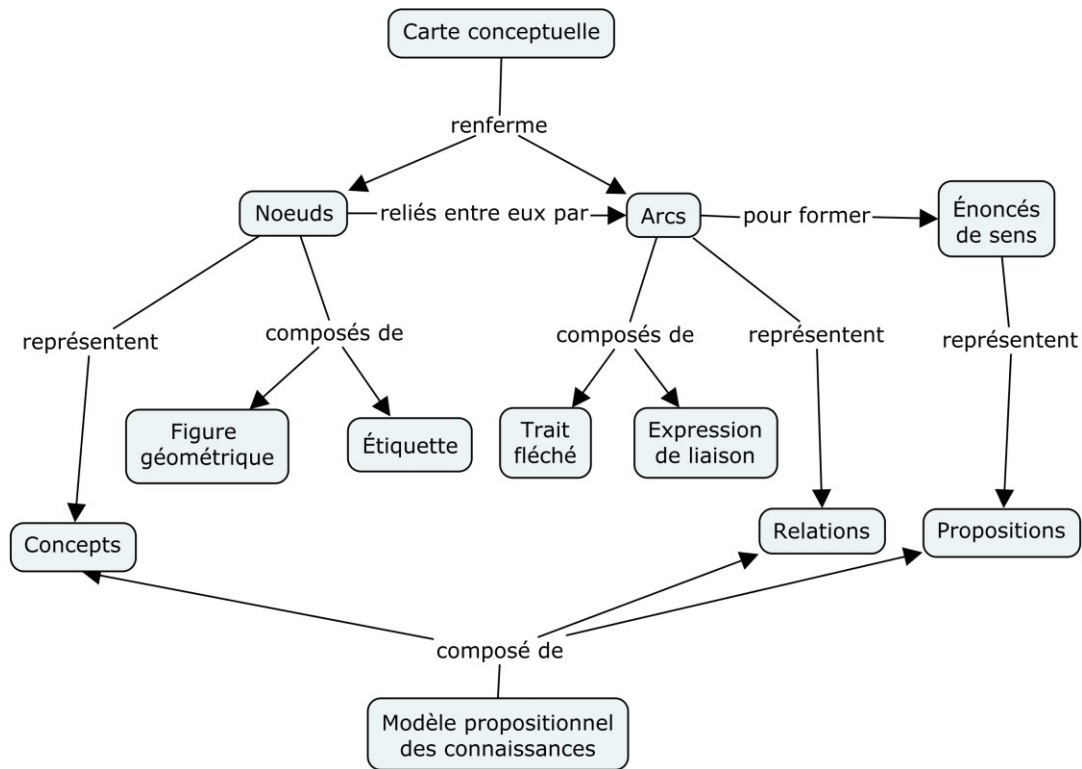 Carte conceptuelle
renferme
Noeuds
reliés entre eux par
Arcs
pour former
Énoncés
de sens
représentent
composés de
composés de
représentent
représentent
Figure
géométrique
Étiquette
Trait
fléché
Expression
de liaison
Concepts
Relations
Propositions
composé de
Modèle propositionnel
des connaissances